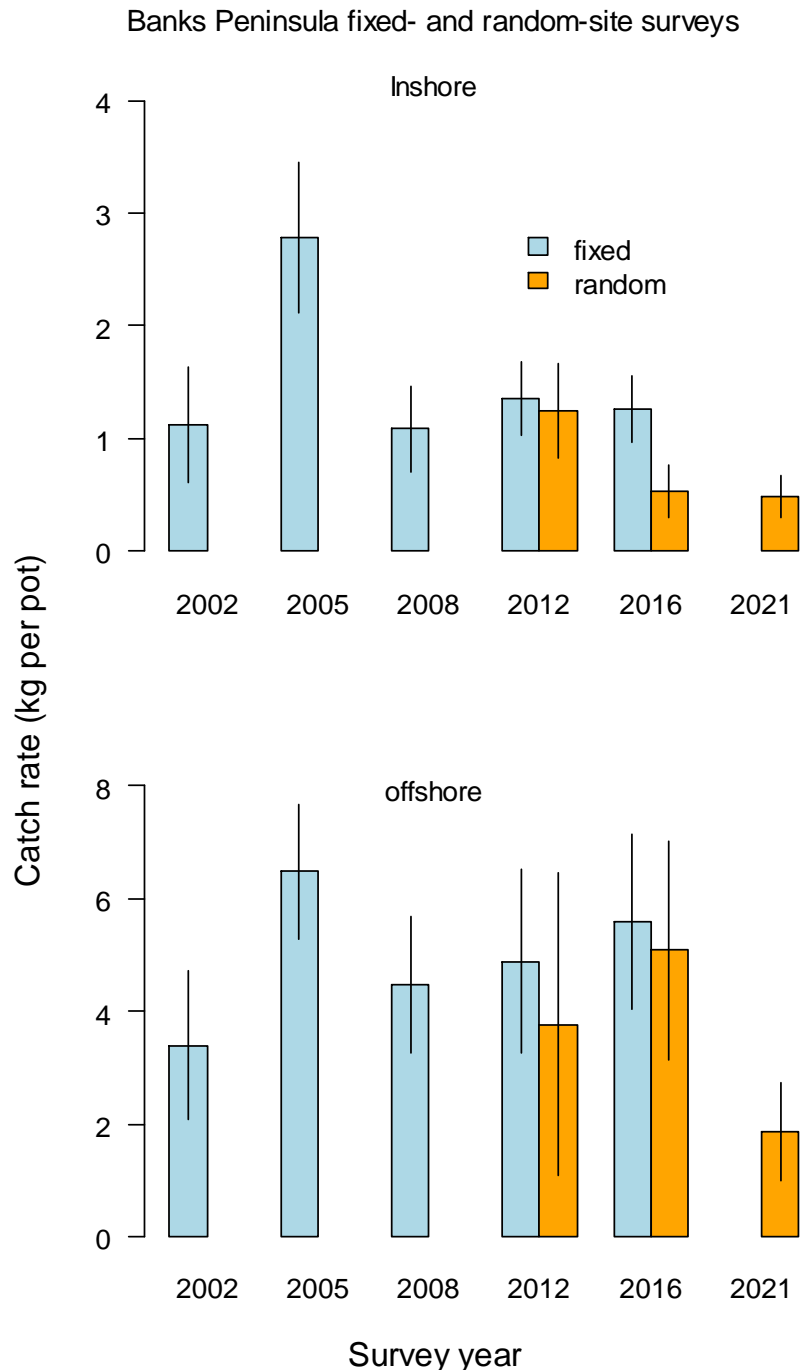 Banks Peninsula fixed- and random-site surveys
Inshore
4
3
2
1
0
fixed
random
2002 2005 2008 2012 2016 2021
Catch rate (kg per pot)
offshore
8
6
4
2
0
2002 2005 2008 2012 2016 2021
Survey year